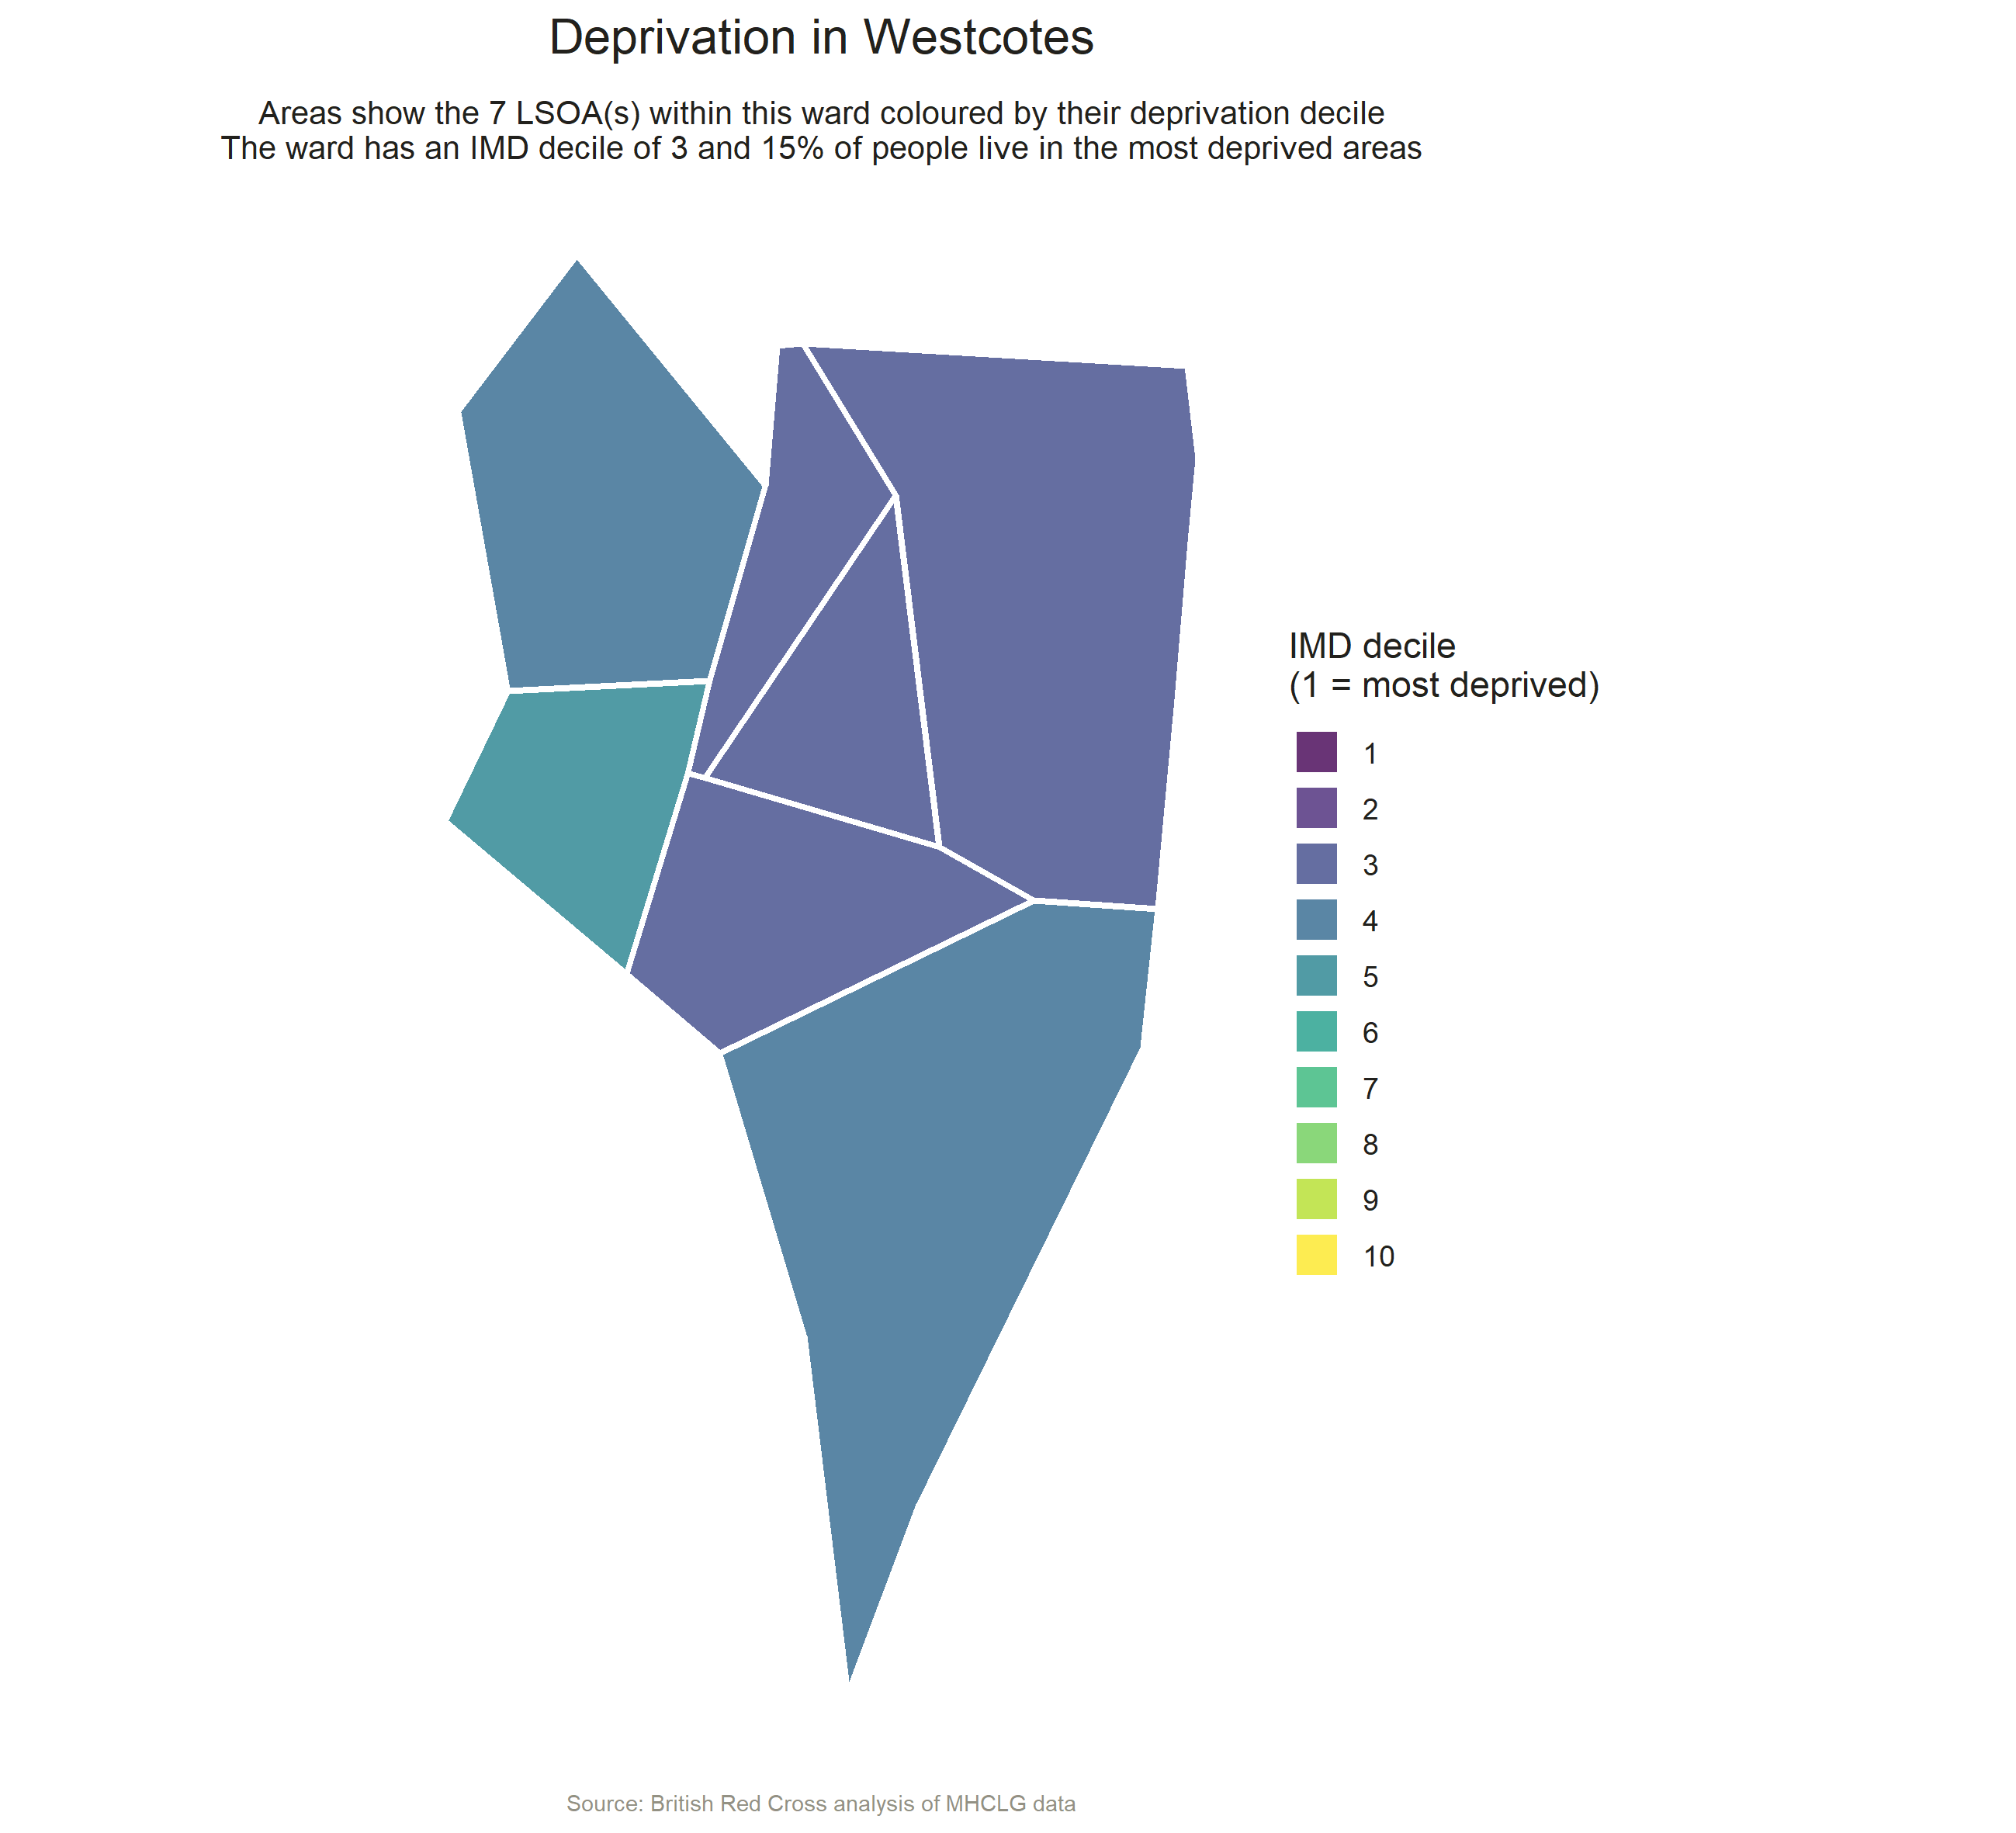 Deprivation in Westcotes
Areas show the 7 LSOA(s) within this ward coloured by their deprivation decile
The ward has an IMD decile of 3 and 15% of people live in the most deprived areas
IMD decile
(1 = most deprived)
1
2
3
4
5
6
7
8
9
10
Source: British Red Cross analysis of MHCLG data